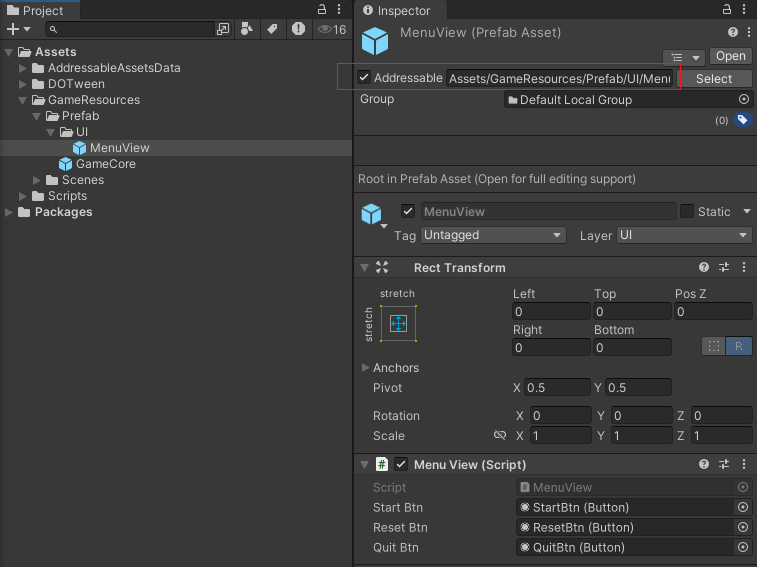 Project
16
Assets
AddressableAssetsData
DOTween
GameResources
Prefab
UI
MenuView
GameCore
Scenes
Scripts
Packages
Inspector
MenuView (Prefab Asset)
Open
Addressable Assets/GameResources/Prefab/UI/Menu Select
Group Default Local Group
(0)
Root in Prefab Asset (Open for full editing support)
MenuView Static
Tag Untagged Layer UI
Rect Transform
stretch
stretch
Left Top Pos Z
0 0 0
Right Bottom
0 0 R
Anchors
Pivot X 0.5 Y 0.5
Rotation X 0 Y 0 Z 0
Scale X 1 Y 1 Z 1
# Menu View (Script)
Script # MenuView
Start Btn StartBtn (Button)
Reset Btn ResetBtn (Button)
Quit Btn QuitBtn (Button)